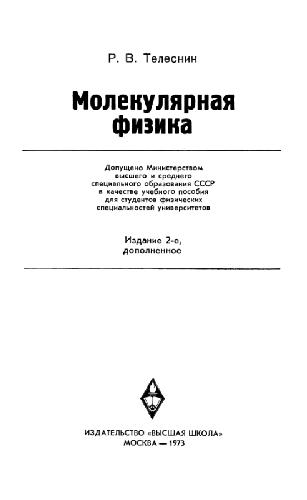 Р. В. Телеснин
Молекулярная
физика
Допущено Министерством
высшего и среднего
специального образования СССР
в качестве учебного пособия
для студентов физических
специальностей университетов
Издание 2-е,
дополненное
ИЗДАТЕЛЬСТВО «ВЫСШАЯ ШКОЛА»
МОСКВА — 1973